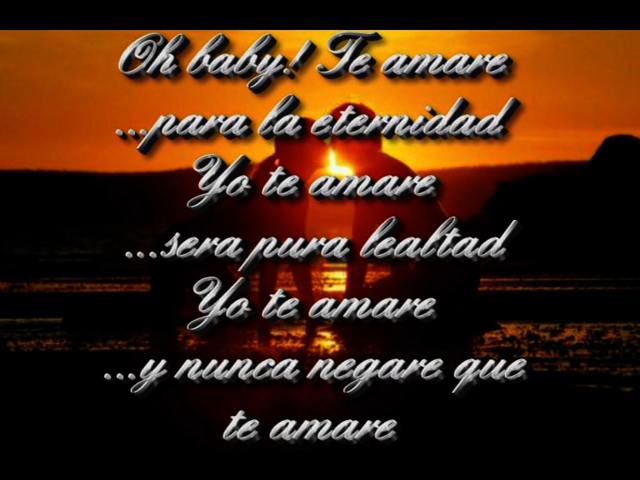 Oh baby! Te amare
...para la eternidad
Yo te amare
...sera pura lealtad
Yo te amare
...y nunca negare que
te amare